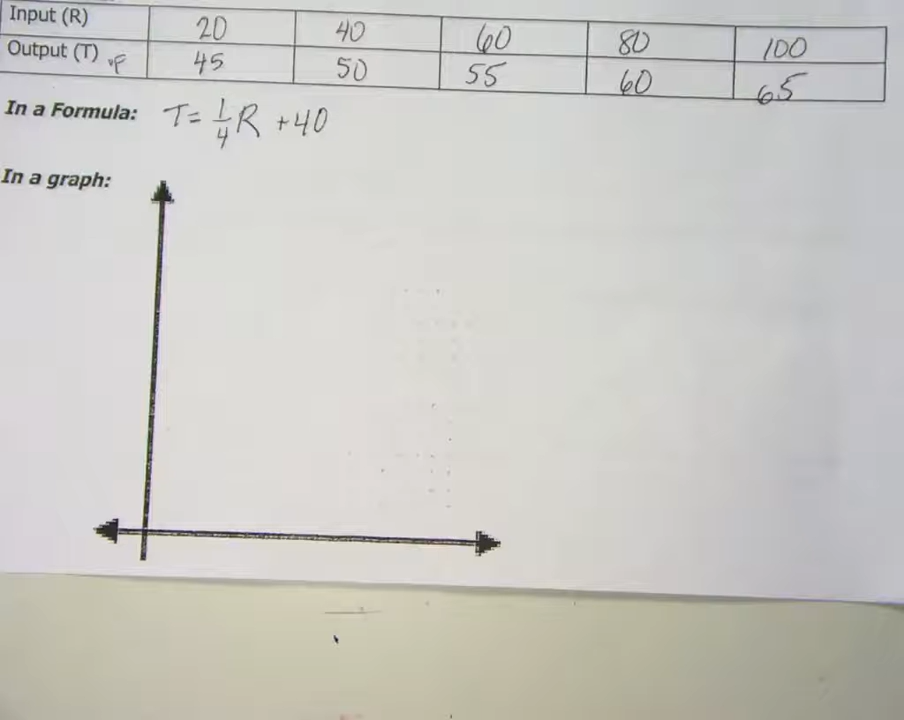 Input (R) 20 40 60 80 100
Output (T) °F 45 50 55 60 65
In a Formula: T = 1/4 R + 40
In a graph: